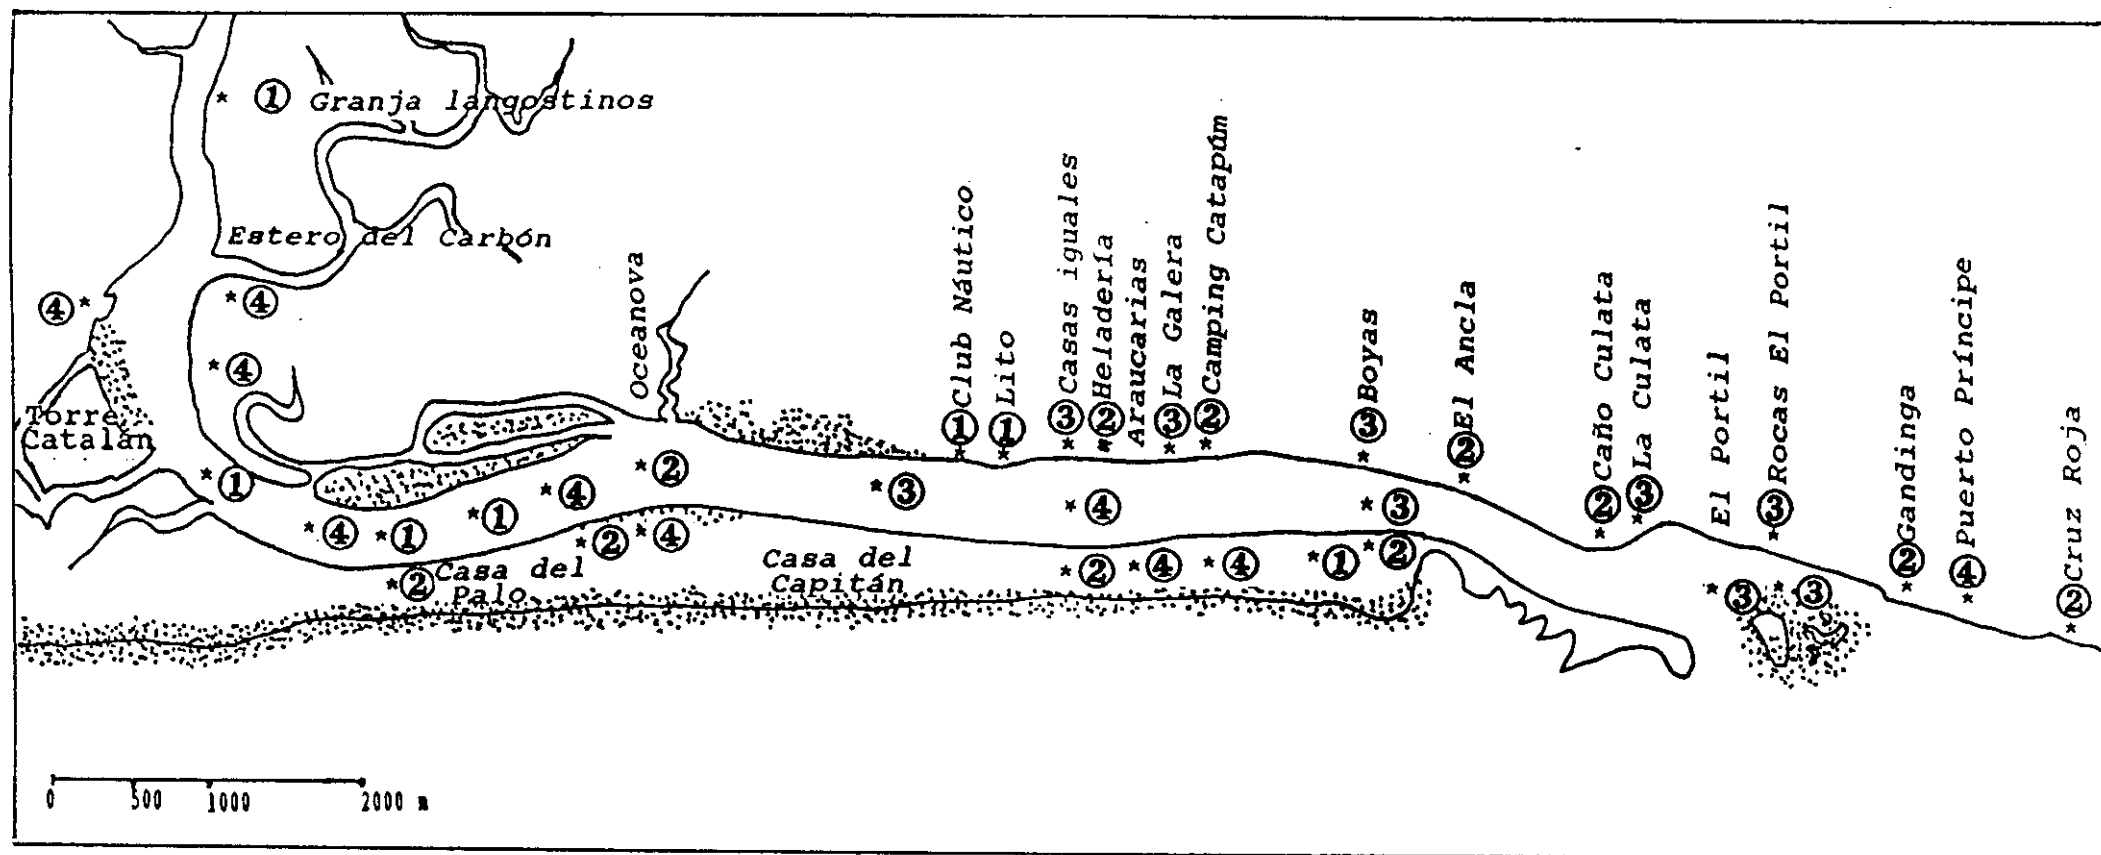 * ① Granja langostinos
Estero del Carbón
④ *
* ④
* ④
Torre
Catalán
* ①
* ④
* ①
* ①
* ④
Oceanova
* ②
* ②
* ④
* ② Casa del
Palo
Casa del
Capitán
* ③
* ① Club Náutico
* ① Lito
* ③ Casas iguales
* ② Heladería
Araucarias
* ③ La Galera
* ② Camping Catapúm
* ④
* ②
* ④
* ④
* ①
* ②
* ③ Boyas
* ③
* ② El Ancla
* ② Caño Culata
* ③ La Culata
El Portil
* ③
* ③ Rocas El Portil
* ③
* ② Gandinga
* ④ Puerto Príncipe
* ② Cruz Roja
0 500 1000 2000 m